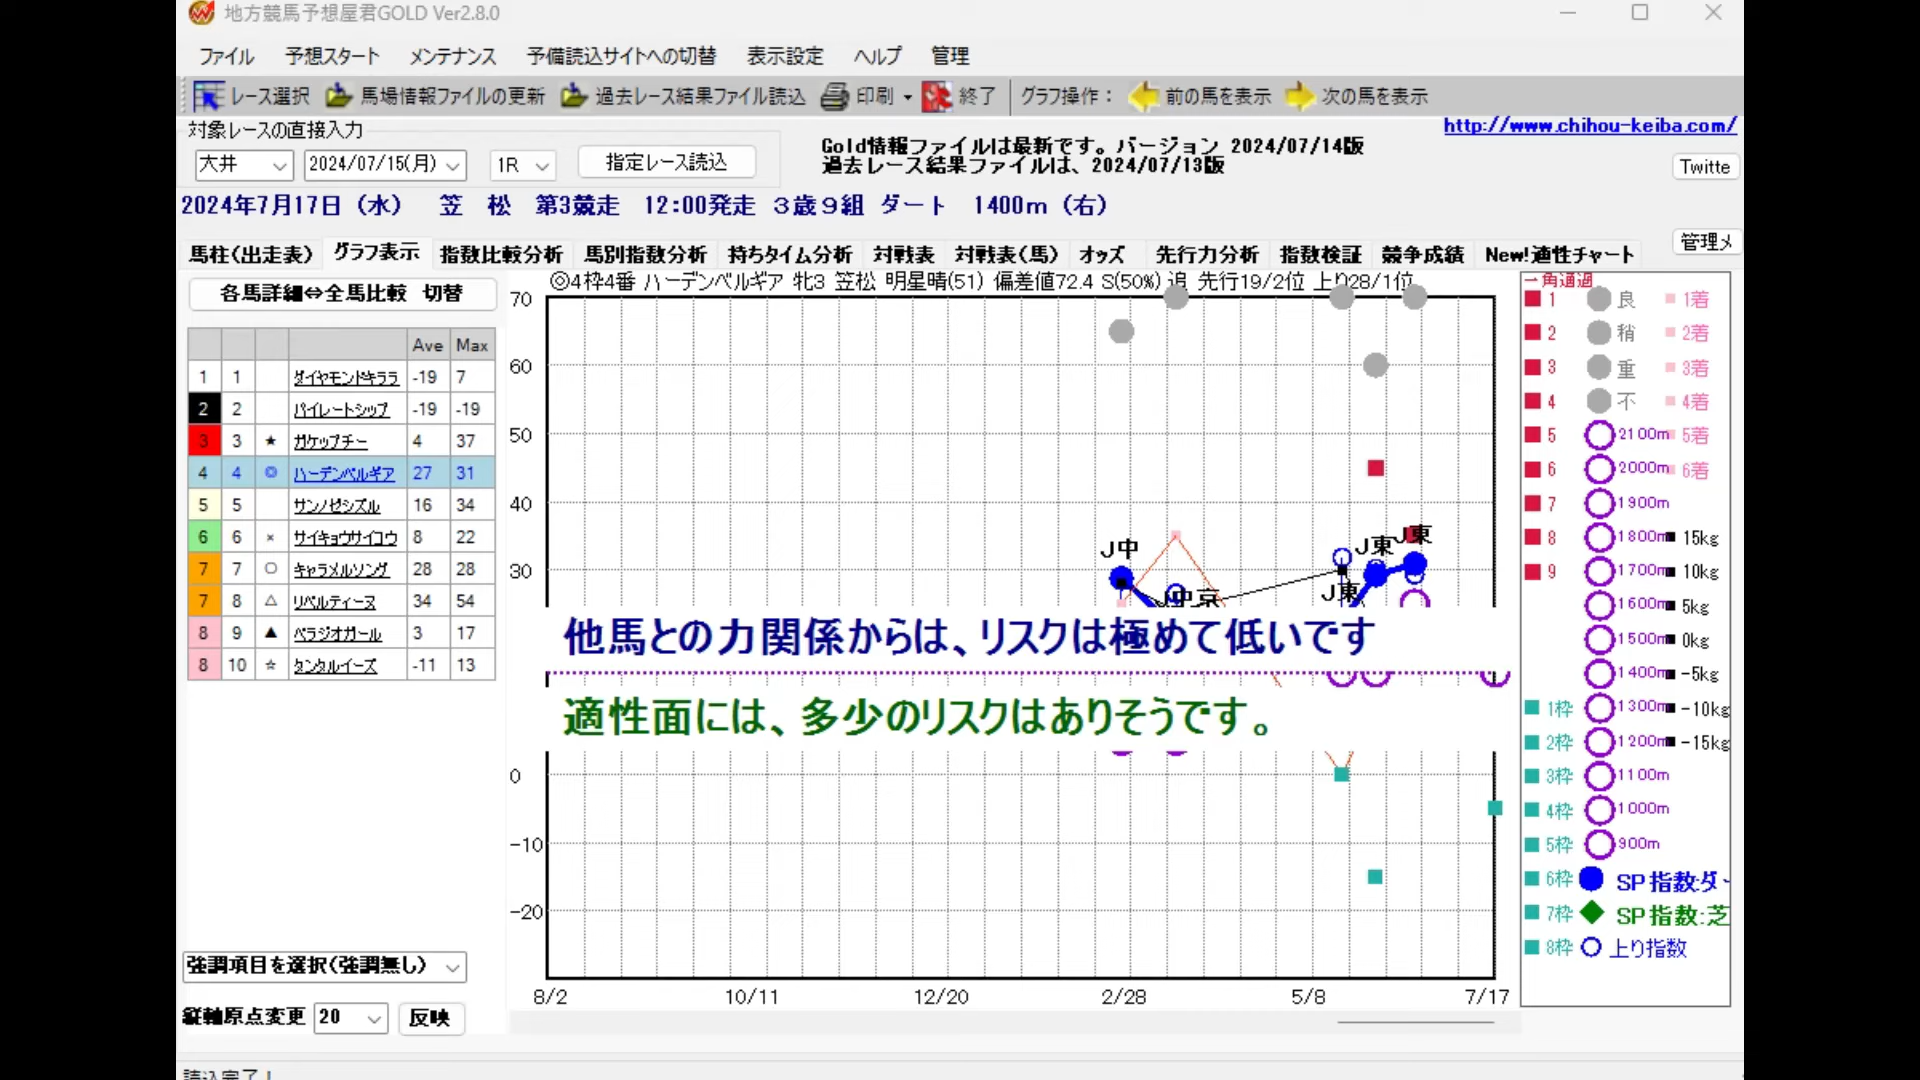 地方競馬予想屋君GOLD Ver2.8.0
ファイル 予想スタート メンテナンス 予備読込サイトへの切替 表示設定 ヘルプ 管理
レース選択 馬場情報ファイルの更新 過去レース結果ファイル読込 印刷 終了 グラフ操作： 前の馬を表示 次の馬を表示
対象レースの直接入力
http://www.chihou-keiba.com/
大井 2024/07/15(月) 1R 指定レース読込
Gold情報ファイルは最新です。バージョン 2024/07/14版
過去レース結果ファイルは、2024/07/13版
Twitte
2024年7月17日（水） 笠 松 第3競走 12:00発走 3歳9組 ダート 1400m（右）
管理メ
馬柱(出走表) グラフ表示 指数比較分析 馬別指数分析 持ちタイム分析 対戦表 対戦表(馬) オッズ 先行力分析 指数検証 競争成績 New!適性チャート
各馬詳細⇔全馬比較 切替
◎4枠4番 ハーデンベルギア 牝3 笠松 明星晴(51) 偏差値72.4 S(50%) 追 先行19/2位 上り28/1位
Ave Max
1 1 ダイヤモンドキララ -19 7
2 2 パイレートシップ -19 -19
3 3 ★ ガケップチー 4 37
4 4 ◎ ハーデンベルギア 27 31
5 5 サンノゼシズル 16 34
6 6 × サイキョウサイコウ 8 22
7 7 ○ キャラメルソング 28 28
7 8 △ リベルティーヌ 34 54
8 9 ▲ ペラジオガール 3 17
8 10 ☆ タンタルイーズ -11 13
70
60
50
40
30
0
-10
-20
J中
J中京
J東
J東
J東
他馬との力関係からは、リスクは極めて低いです
適性面には、多少のリスクはありそうです。
8/2 10/11 12/20 2/28 5/8 7/17
一角通過
1 良 1着
2 稍 2着
3 重 3着
4 不 4着
5 2100m 5着
6 2000m 6着
7 1900m
8 1800m 15kg
9 1700m 10kg
1600m 5kg
1500m 0kg
1400m -5kg
1枠 1300m -10kg
2枠 1200m -15kg
3枠 1100m
4枠 1000m
5枠 900m
6枠 SP指数:ダ
7枠 SP指数:芝
8枠 上り指数
強調項目を選択(強調無し)
縦軸原点変更 20 反映
読込完了！